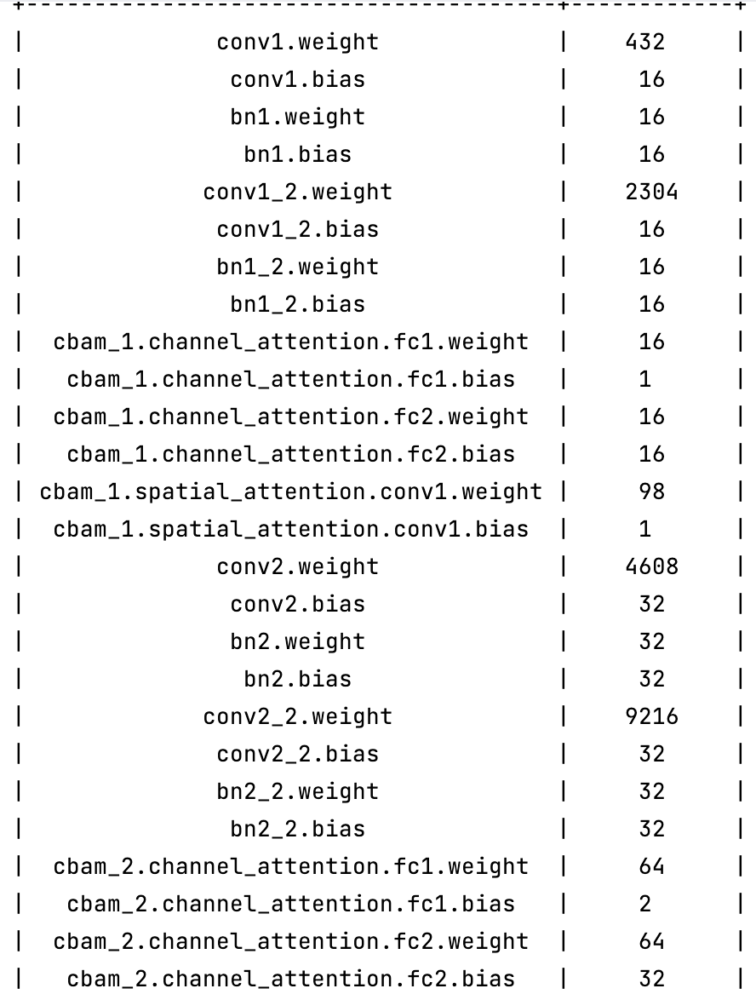 +----------------------------------------+-------------+
| conv1.weight | 432 |
| conv1.bias | 16 |
| bn1.weight | 16 |
| bn1.bias | 16 |
| conv1_2.weight | 2304 |
| conv1_2.bias | 16 |
| bn1_2.weight | 16 |
| bn1_2.bias | 16 |
| cbam_1.channel_attention.fc1.weight | 16 |
| cbam_1.channel_attention.fc1.bias | 1 |
| cbam_1.channel_attention.fc2.weight | 16 |
| cbam_1.channel_attention.fc2.bias | 16 |
| cbam_1.spatial_attention.conv1.weight | 98 |
| cbam_1.spatial_attention.conv1.bias | 1 |
| conv2.weight | 4608 |
| conv2.bias | 32 |
| bn2.weight | 32 |
| bn2.bias | 32 |
| conv2_2.weight | 9216 |
| conv2_2.bias | 32 |
| bn2_2.weight | 32 |
| bn2_2.bias | 32 |
| cbam_2.channel_attention.fc1.weight | 64 |
| cbam_2.channel_attention.fc1.bias | 2 |
| cbam_2.channel_attention.fc2.weight | 64 |
| cbam_2.channel_attention.fc2.bias | 32 |